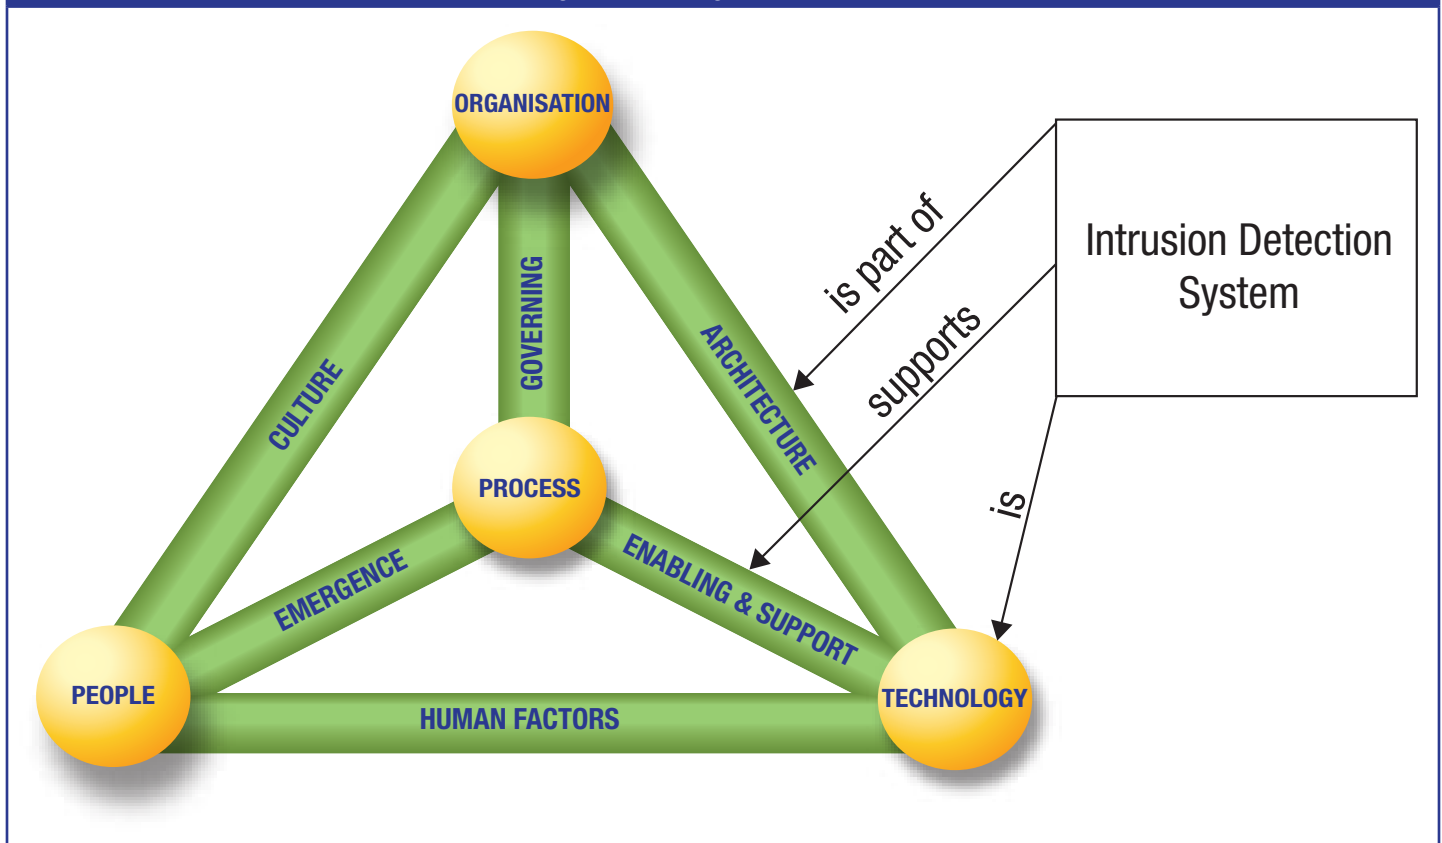 ORGANISATION
is part of
Intrusion Detection
System
GOVERNING
supports
ARCHITECTURE
CULTURE
PROCESS
is
ENABLING & SUPPORT
EMERGENCE
PEOPLE
TECHNOLOGY
HUMAN FACTORS